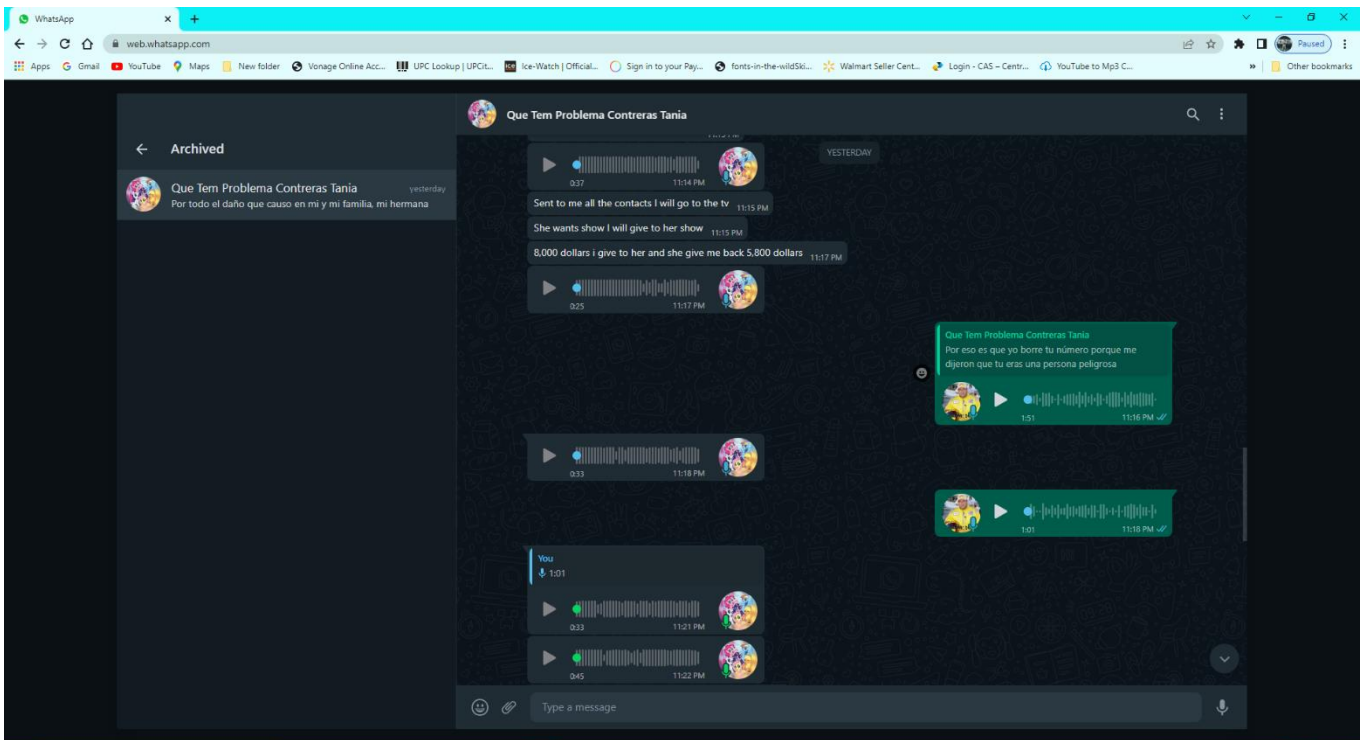 WhatsApp
web.whatsapp.com
Paused
Apps Gmail YouTube Maps New folder Vonage Online Acc... UPC Lookup | UPCit... Ice-Watch | Official... Sign in to your Pay... fonts-in-the-wildSki... Walmart Seller Cent... Login - CAS – Centr... YouTube to Mp3 C... » Other bookmarks
Archived
Que Tem Problema Contreras Tania yesterday
Por todo el daño que causo en mi y mi familia, mi hermana
Que Tem Problema Contreras Tania
YESTERDAY
0:37 11:14 PM
Sent to me all the contacts I will go to the tv 11:15 PM
She wants show I will give to her show 11:15 PM
8,000 dollars i give to her and she give me back 5,800 dollars 11:17 PM
0:25 11:17 PM
Que Tem Problema Contreras Tania
Por eso es que yo borre tu número porque me
dijeron que tu eras una persona peligrosa
1:51 11:16 PM
0:33 11:18 PM
1:01 11:18 PM
You
1:01
0:33 11:21 PM
0:45 11:22 PM
Type a message